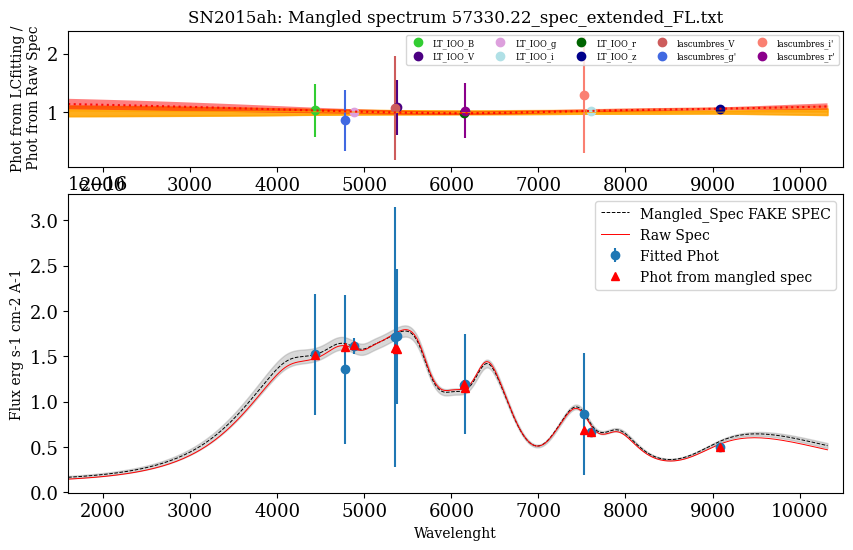 SN2015ah: Mangled spectrum 57330.22_spec_extended_FL.txt
Phot from LCfitting /
Phot from Raw Spec
2
1
LT_IOO_B LT_IOO_g LT_IOO_r lascumbres_V lascumbres_i'
LT_IOO_V LT_IOO_i LT_IOO_z lascumbres_g' lascumbres_r'
2000 3000 4000 5000 6000 7000 8000 9000 10000
1e−16
Flux erg s-1 cm-2 A-1
3.0
2.5
2.0
1.5
1.0
0.5
0.0
Mangled_Spec FAKE SPEC
Raw Spec
Fitted Phot
Phot from mangled spec
2000 3000 4000 5000 6000 7000 8000 9000 10000
Wavelenght